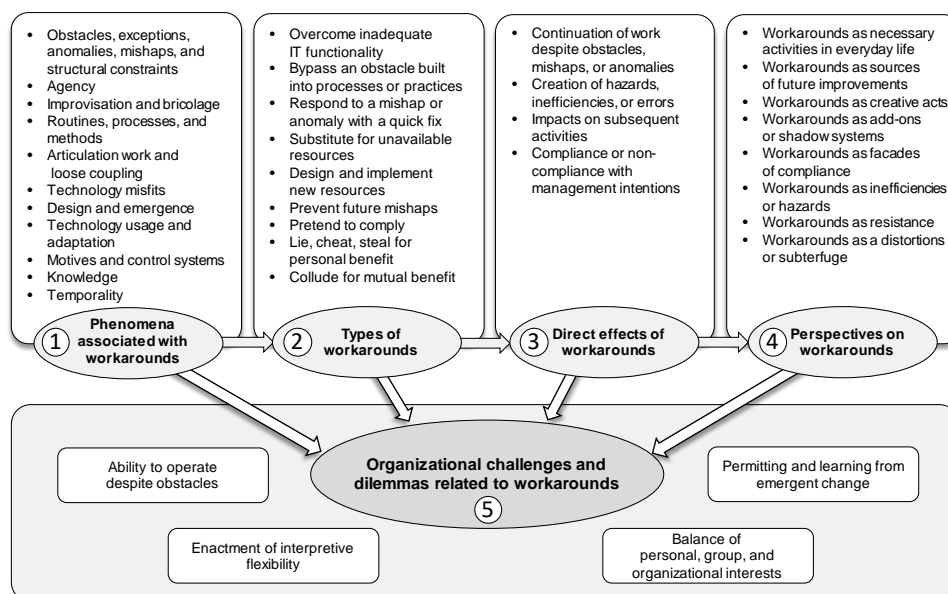 • Obstacles, exceptions,
anomalies, mishaps, and
structural constraints
• Agency
• Improvisation and bricolage
• Routines, processes, and
methods
• Articulation work and
loose coupling
• Technology misfits
• Design and emergence
• Technology usage and
adaptation
• Motives and control systems
• Knowledge
• Temporality
1
Phenomena
associated with
workarounds
• Overcome inadequate
IT functionality
• Bypass an obstacle built
into processes or practices
• Respond to a mishap or
anomaly with a quick fix
• Substitute for unavailable
resources
• Design and implement
new resources
• Prevent future mishaps
• Pretend to comply
• Lie, cheat, steal for
personal benefit
• Collude for mutual benefit
2
Types of
workarounds
• Continuation of work
despite obstacles,
mishaps, or anomalies
• Creation of hazards,
inefficiencies, or errors
• Impacts on subsequent
activities
• Compliance or non-
compliance with
management intentions
3
Direct effects of
workarounds
• Workarounds as necessary
activities in everyday life
• Workarounds as sources
of future improvements
• Workarounds as creative acts
• Workarounds as add-ons
or shadow systems
• Workarounds as facades
of compliance
• Workarounds as inefficiencies
or hazards
• Workarounds as resistance
• Workarounds as a distortions
or subterfuge
4
Perspectives on
workarounds
Organizational challenges and
dilemmas related to workarounds
5
Ability to operate
despite obstacles
Enactment of interpretive
flexibility
Balance of
personal, group, and
organizational interests
Permitting and learning from
emergent change